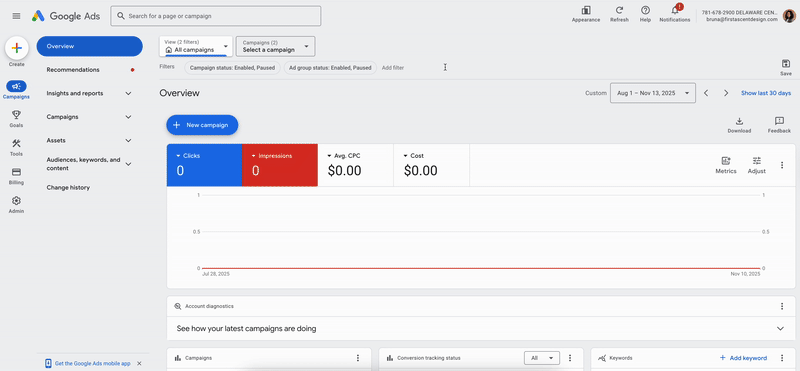 Google Ads
Search for a page or campaign
Appearance
Refresh
Help
Notifications
781-678-2900 DELAWARE CEN...
bruna@firstascentdesign.com
Create
Campaigns
Goals
Tools
Billing
Admin
Overview
Recommendations
Insights and reports
Campaigns
Assets
Audiences, keywords, and
content
Change history
Get the Google Ads mobile app
View (2 filters)
All campaigns
Campaigns (2)
Select a campaign
Filters
Campaign status: Enabled, Paused
Ad group status: Enabled, Paused
Add filter
Save
Overview
Custom
Aug 1 – Nov 13, 2025
Show last 30 days
New campaign
Download
Feedback
Clicks
0
Impressions
0
Avg. CPC
$0.00
Cost
$0.00
Metrics
Adjust
1
1
0.5
0.5
0
0
Jul 28, 2025
Nov 10, 2025
Account diagnostics
See how your latest campaigns are doing
Campaigns
Conversion tracking status
All
Keywords
Add keyword